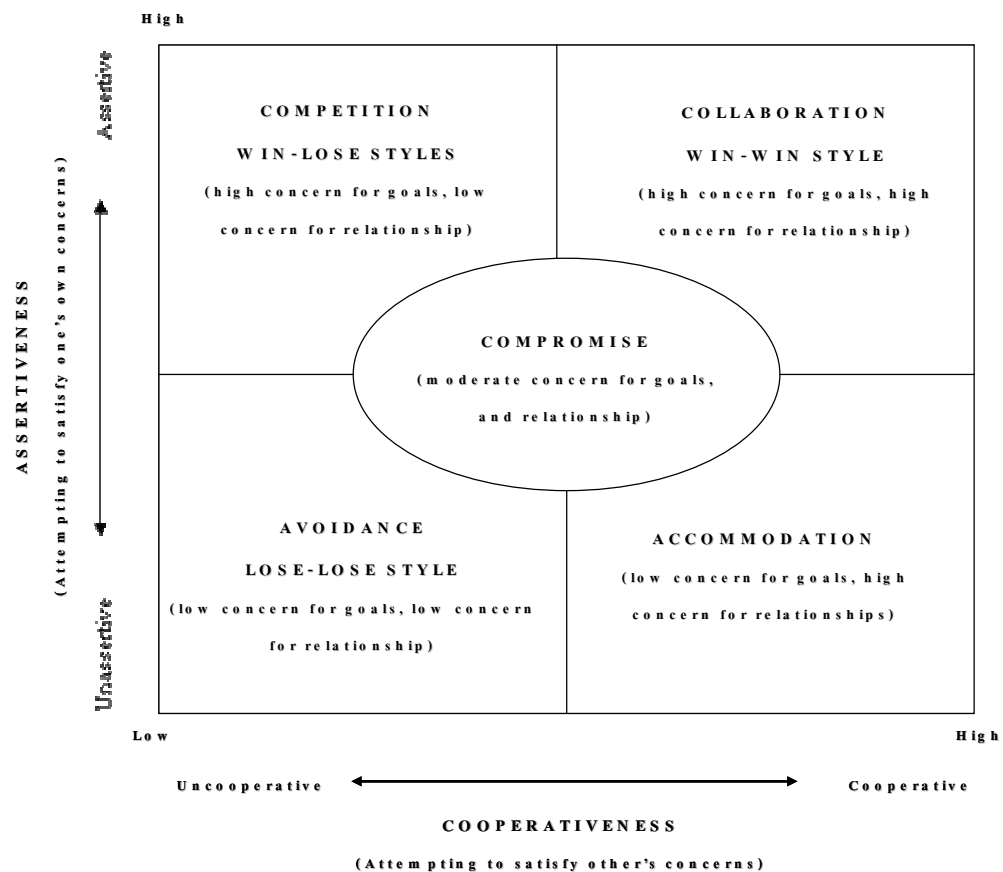 High
Assertive
COMPETITION
WIN-LOSE STYLES
(high concern for goals, low
concern for relationship)
COLLABORATION
WIN-WIN STYLE
(high concern for goals, high
concern for relationship)
ASSERTIVENESS
(Attempting to satisfy one's own concerns)
COMPROMISE
(moderate concern for goals,
and relationship)
AVOIDANCE
LOSE-LOSE STYLE
(low concern for goals, low concern
for relationship)
ACCOMMODATION
(low concern for goals, high
concern for relationships)
Unassertive
Low
High
Uncooperative
Cooperative
COOPERATIVENESS
(Attempting to satisfy other's concerns)